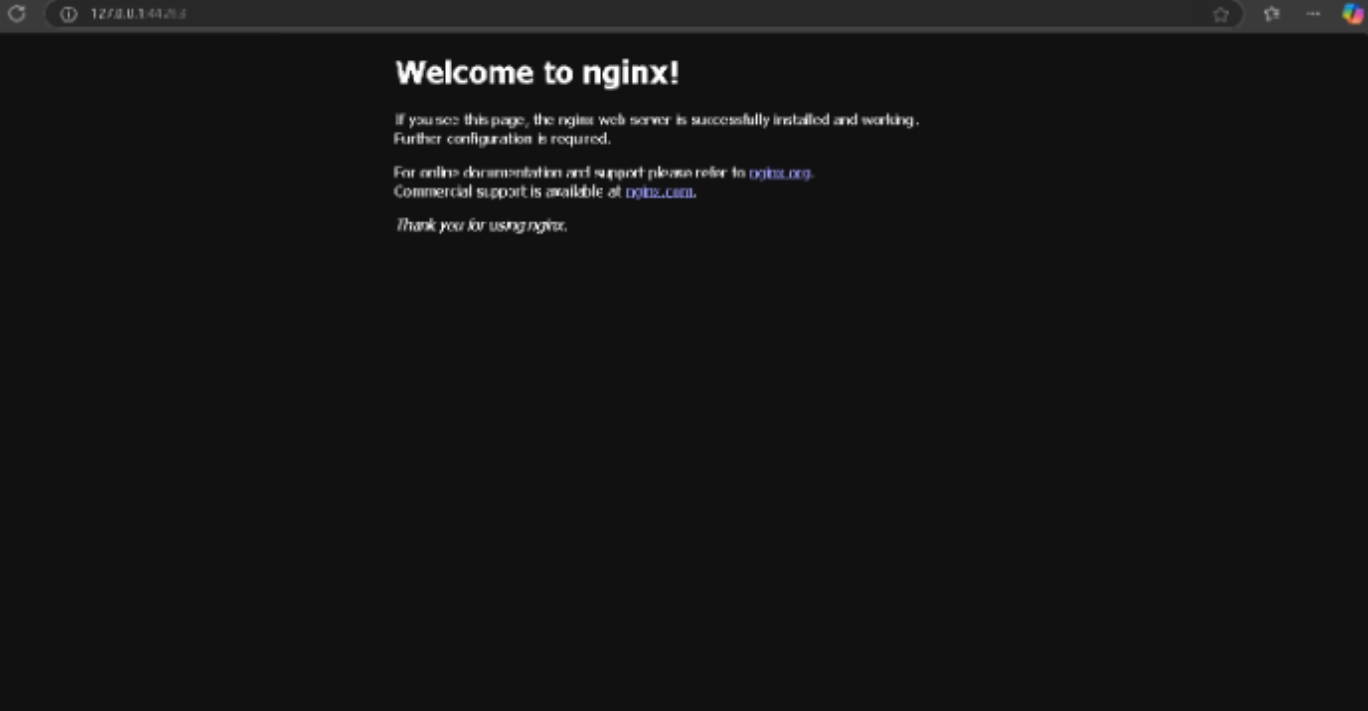 127.0.0.1
Welcome to nginx!
If you see this page, the nginx web server is successfully installed and working.
Further configuration is required.
For online documentation and support please refer to nginx.org.
Commercial support is available at nginx.com.
Thank you for using nginx.